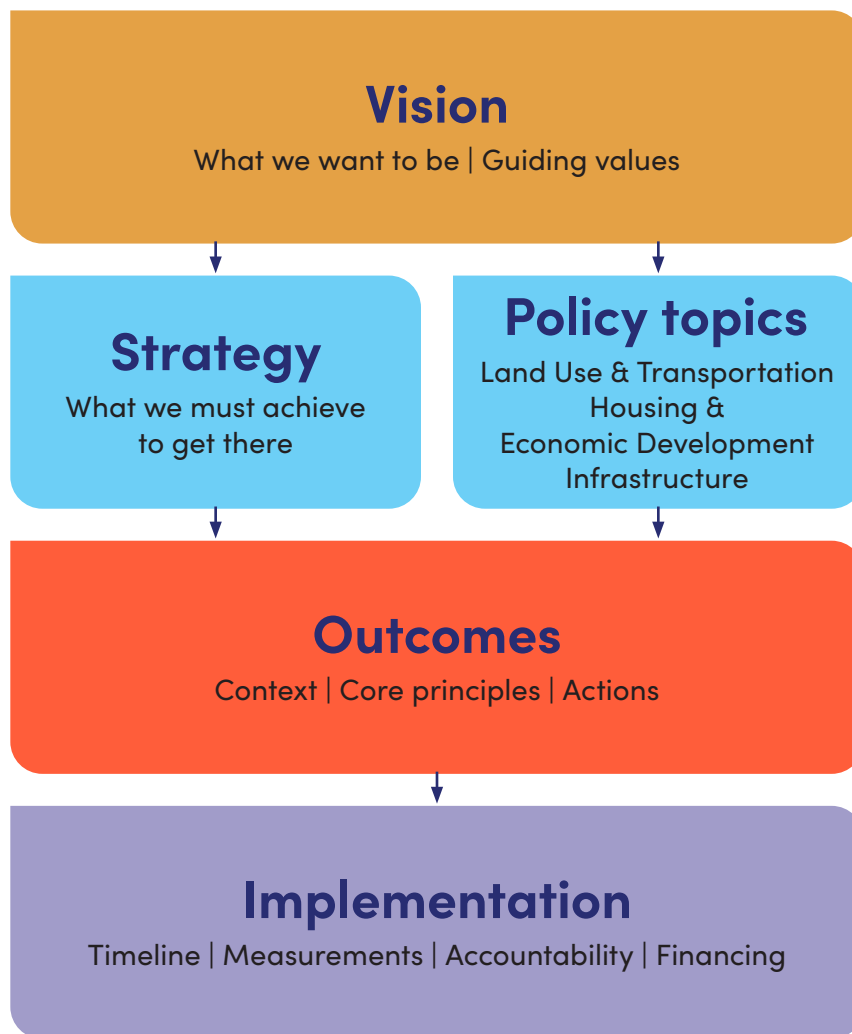 Vision
What we want to be | Guiding values
Strategy
What we must achieve
to get there
Policy topics
Land Use & Transportation
Housing &
Economic Development
Infrastructure
Outcomes
Context | Core principles | Actions
Implementation
Timeline | Measurements | Accountability | Financing